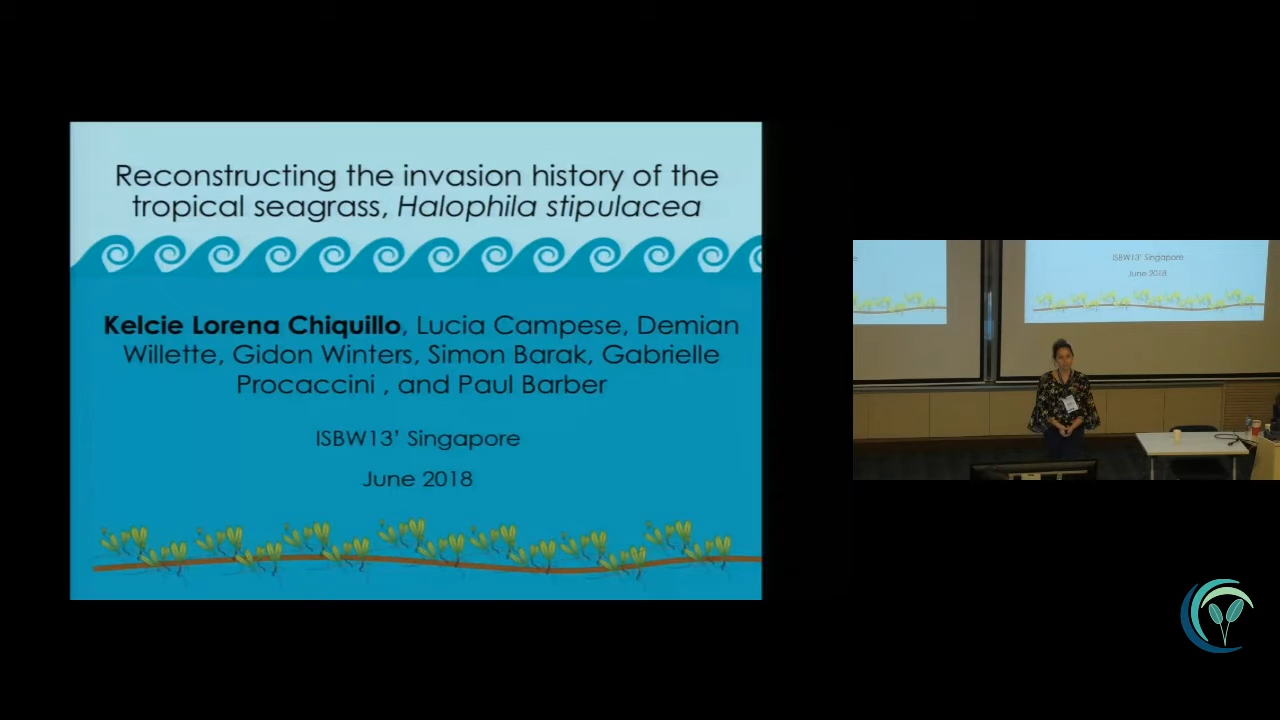 Reconstructing the invasion history of the
tropical seagrass, Halophila stipulacea
Kelcie Lorena Chiquillo, Lucia Campese, Demian
Willette, Gidon Winters, Simon Barak, Gabrielle
Procaccini , and Paul Barber
ISBW13’ Singapore
June 2018
e
ISBW13’ Singapore
June 2018